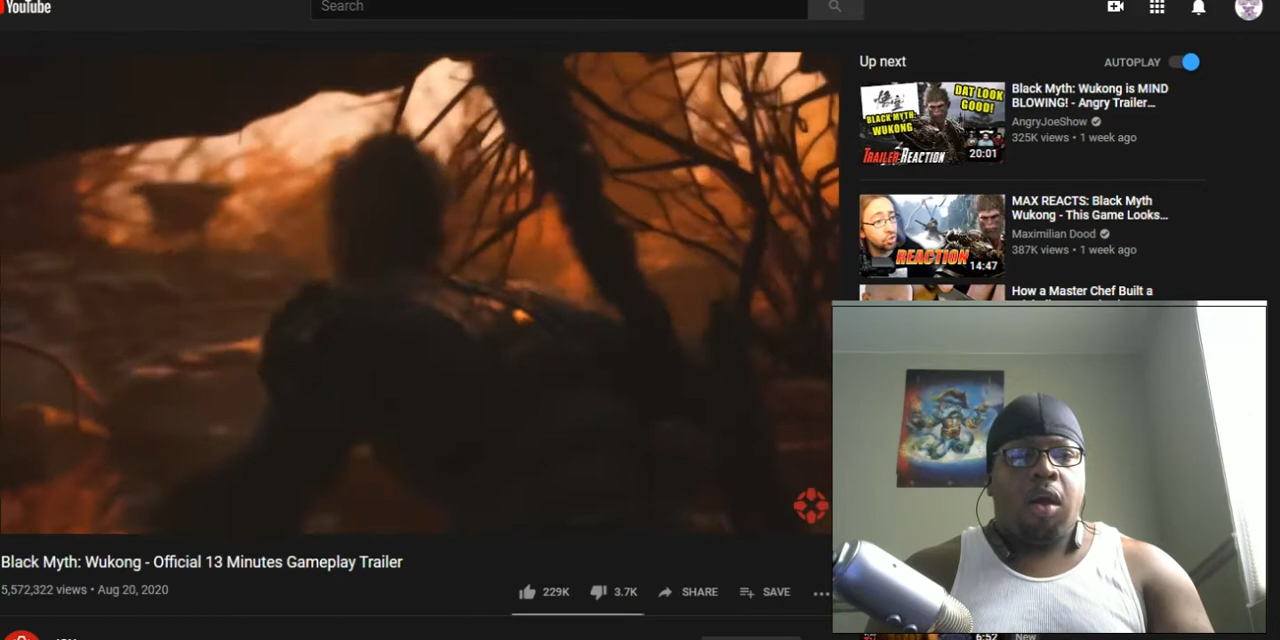 YouTube
Search
Up next
AUTOPLAY
DAT LOOK
GOOD!
BLACK MYTH:
WUKONG
TRAILER REACTION
20:01
Black Myth: Wukong is MIND
BLOWING! - Angry Trailer...
AngryJoeShow
325K views • 1 week ago
REACTION
14:47
MAX REACTS: Black Myth
Wukong - This Game Looks...
Maximilian Dood
387K views • 1 week ago
How a Master Chef Built a
Black Myth: Wukong - Official 13 Minutes Gameplay Trailer
5,572,322 views • Aug 20, 2020
229K
3.7K
SHARE
SAVE
6:52
New